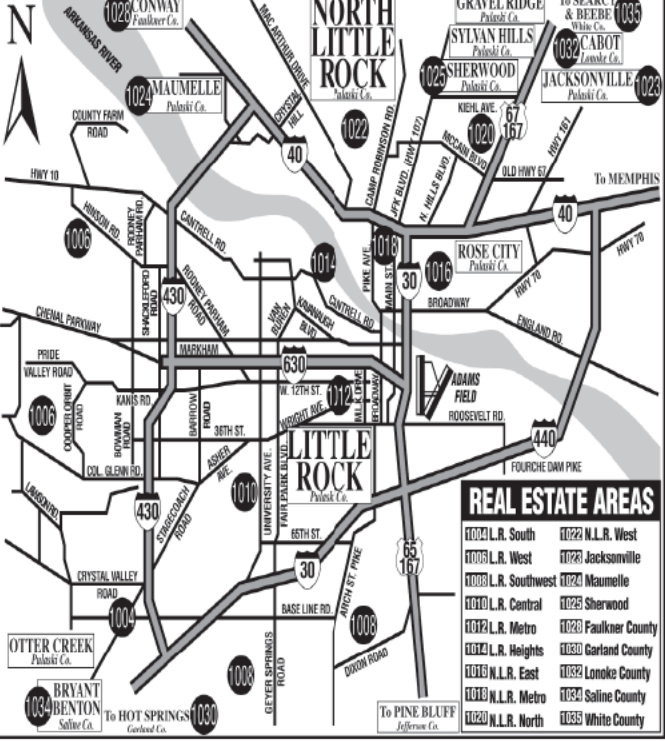 N
1028 CONWAY
Faulkner Co.
ARKANSAS RIVER
MAC ARTHUR DRIVE
NORTH
LITTLE
ROCK
Pulaski Co.
GRAVEL RIDGE
Pulaski Co.
To SEARCY
& BEEBE
White Co.
1035
SYLVAN HILLS
Pulaski Co.
1032 CABOT
Lonoke Co.
1025 SHERWOOD
Pulaski Co.
JACKSONVILLE
Pulaski Co.
1023
1024 MAUMELLE
Pulaski Co.
CRYSTAL
HILL
1022
KIEHL AVE.
67
167
1020
COUNTY FARM
ROAD
CAMP ROBINSON RD.
JFK BLVD. (HWY 107)
N. HILLS BLVD.
MCCAIN BLVD
HWY 161
OLD HWY 67
40
To MEMPHIS
HWY 10
HINSON RD.
RODNEY
PARHAM RD.
CANTRELL RD.
40
1006
1014
PIKE AVE.
1018
MAIN ST.
30
1016
ROSE CITY
Pulaski Co.
HWY 70
HWY 70
430
SHACKLEFORD
ROAD
RODNEY PARHAM
ROAD
VAN
BUREN
KAVANAUGH
BLVD
CANTRELL RD.
BROADWAY
ENGLAND RD.
CHENAL PARKWAY
MARKHAM
630
PRIDE
VALLEY ROAD
KANIS RD.
W. 12TH ST.
1012
M.L.K. DRIVE
BROADWAY
ADAMS
FIELD
1006
COOPER ORBIT
ROAD
BOWMAN
ROAD
BARROW
ROAD
WRIGHT AVE.
36TH ST.
ROOSEVELT RD.
440
COL. GLENN RD.
ASHER
AVE.
UNIVERSITY AVE.
FAIR PARK BLVD.
LITTLE
ROCK
Pulask Co.
FOURCHE DAM PIKE
LAWSON RD.
430
STAGECOACH
ROAD
1010
65TH ST.
30
ARCH ST. PIKE
65
167
CRYSTAL VALLEY
ROAD
1004
BASE LINE RD.
1008
OTTER CREEK
Pulaski Co.
1008
GEYER SPRINGS
ROAD
DIXON ROAD
1034 BRYANT
BENTON
Saline Co.
To HOT SPRINGS 1030
Garland Co.
To PINE BLUFF
Jefferson Co.
REAL ESTATE AREAS
1004 L.R. South
1006 L.R. West
1008 L.R. Southwest
1010 L.R. Central
1012 L.R. Metro
1014 L.R. Heights
1016 N.L.R. East
1018 N.L.R. Metro
1020 N.L.R. North
1022 N.L.R. West
1023 Jacksonville
1024 Maumelle
1025 Sherwood
1028 Faulkner County
1030 Garland County
1032 Lonoke County
1034 Saline County
1035 White County